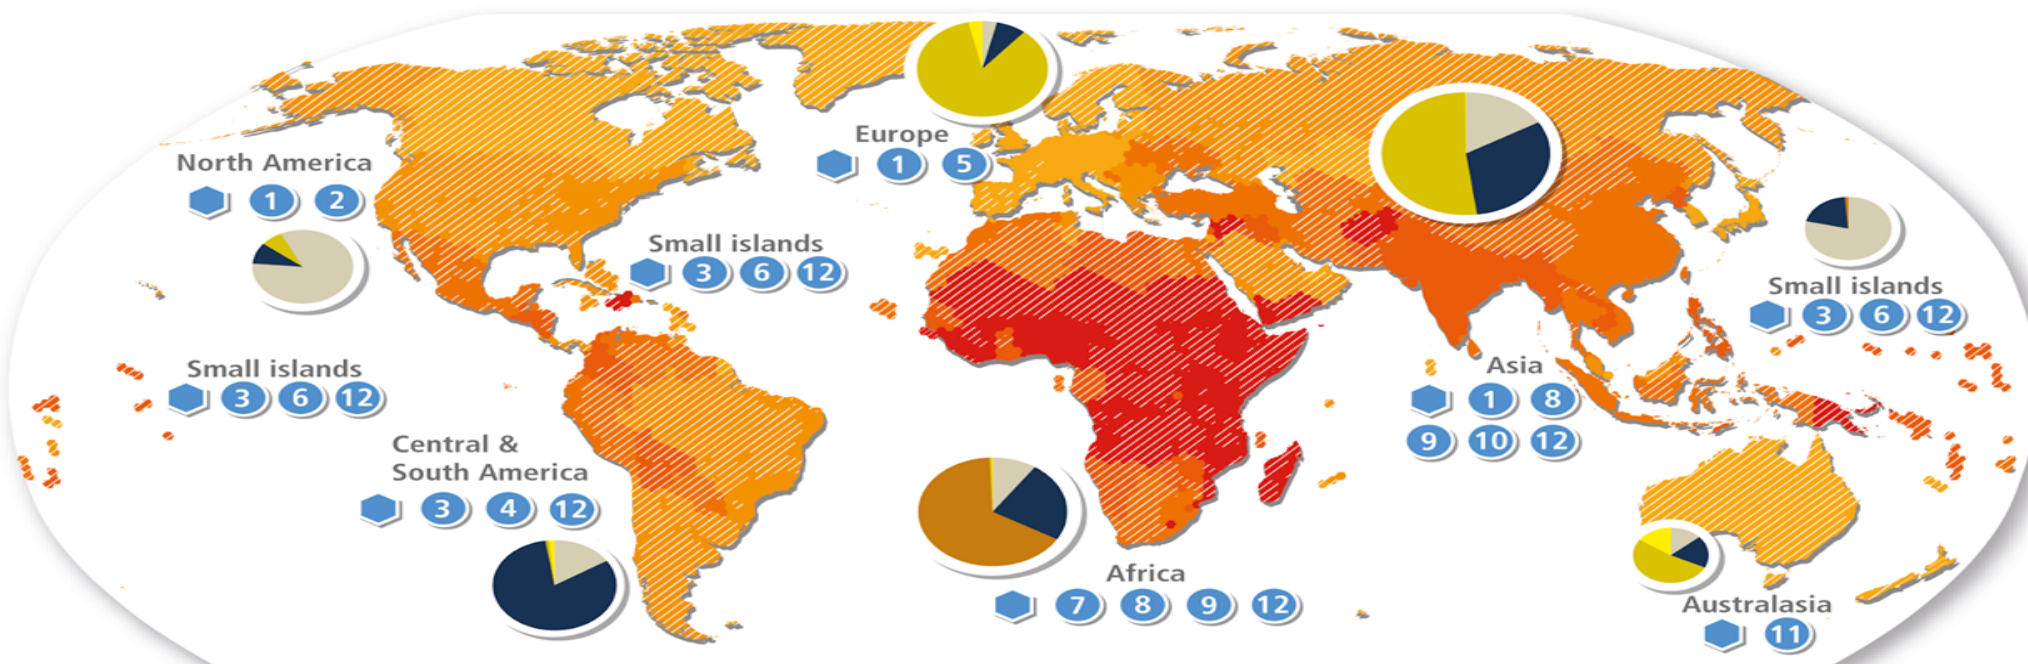 Europe
1 5
North America
1 2
Small islands
3 6 12
Small islands
3 6 12
Small islands
3 6 12
Asia
1 8
9 10 12
Central &
South America
3 4 12
Africa
7 8 9 12
Australasia
11